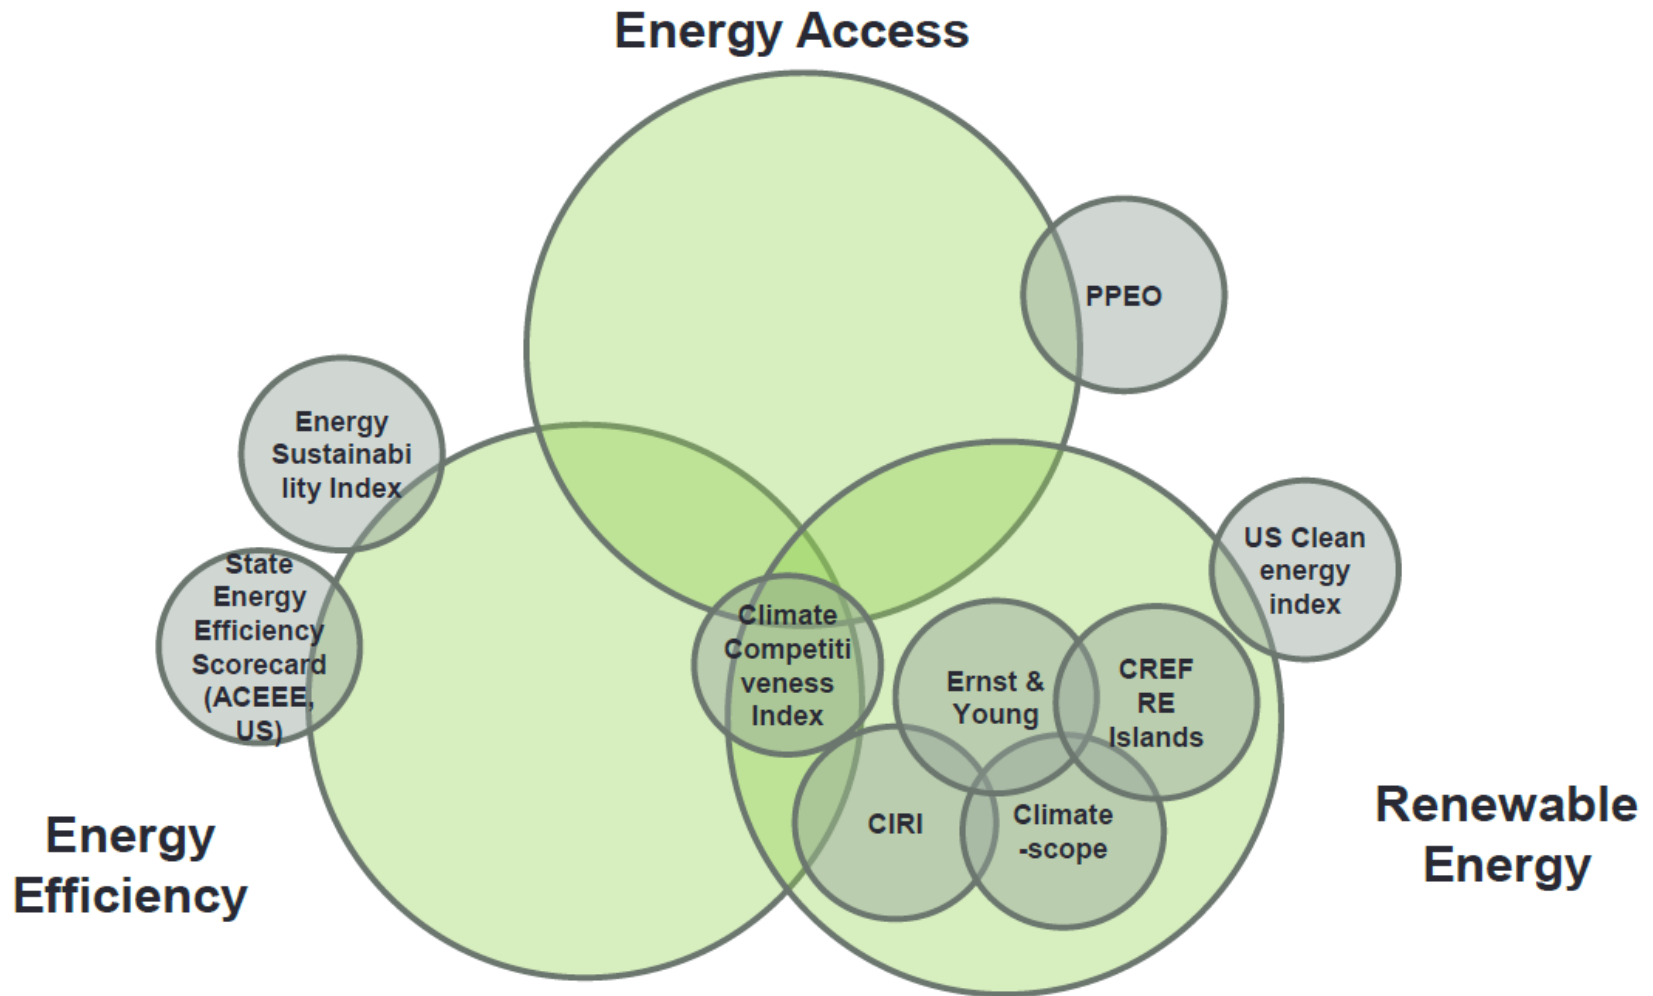 Energy Access
PPEO
Energy
Sustainabi
lity Index
State
Energy
Efficiency
Scorecard
(ACEEE,
US)
US Clean
energy
index
Climate
Competiti
veness
Index
Ernst &
Young
CREF
RE
Islands
CIRI
Climate
-scope
Energy
Efficiency
Renewable
Energy